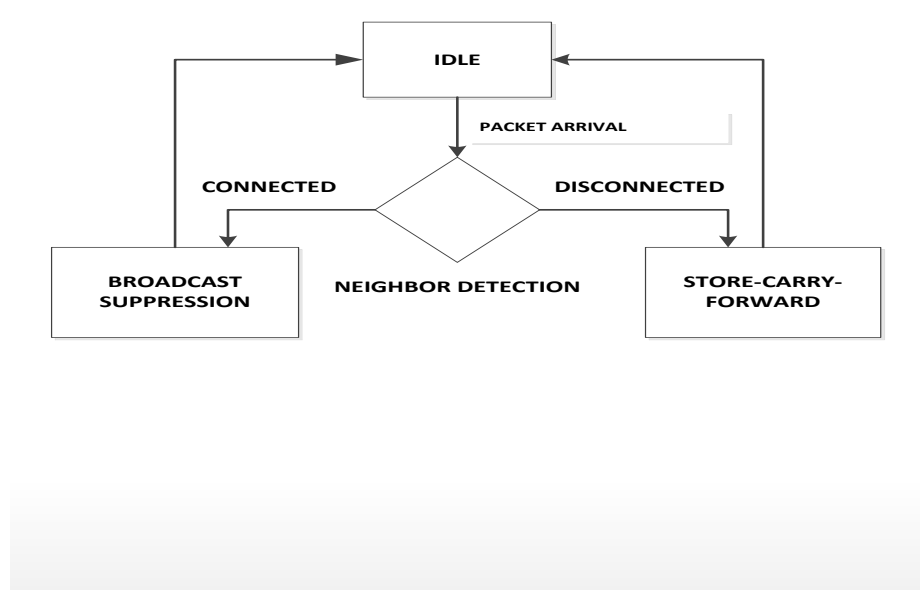 IDLE
PACKET ARRIVAL
CONNECTED
DISCONNECTED
BROADCAST
SUPPRESSION
NEIGHBOR DETECTION
STORE-CARRY-
FORWARD